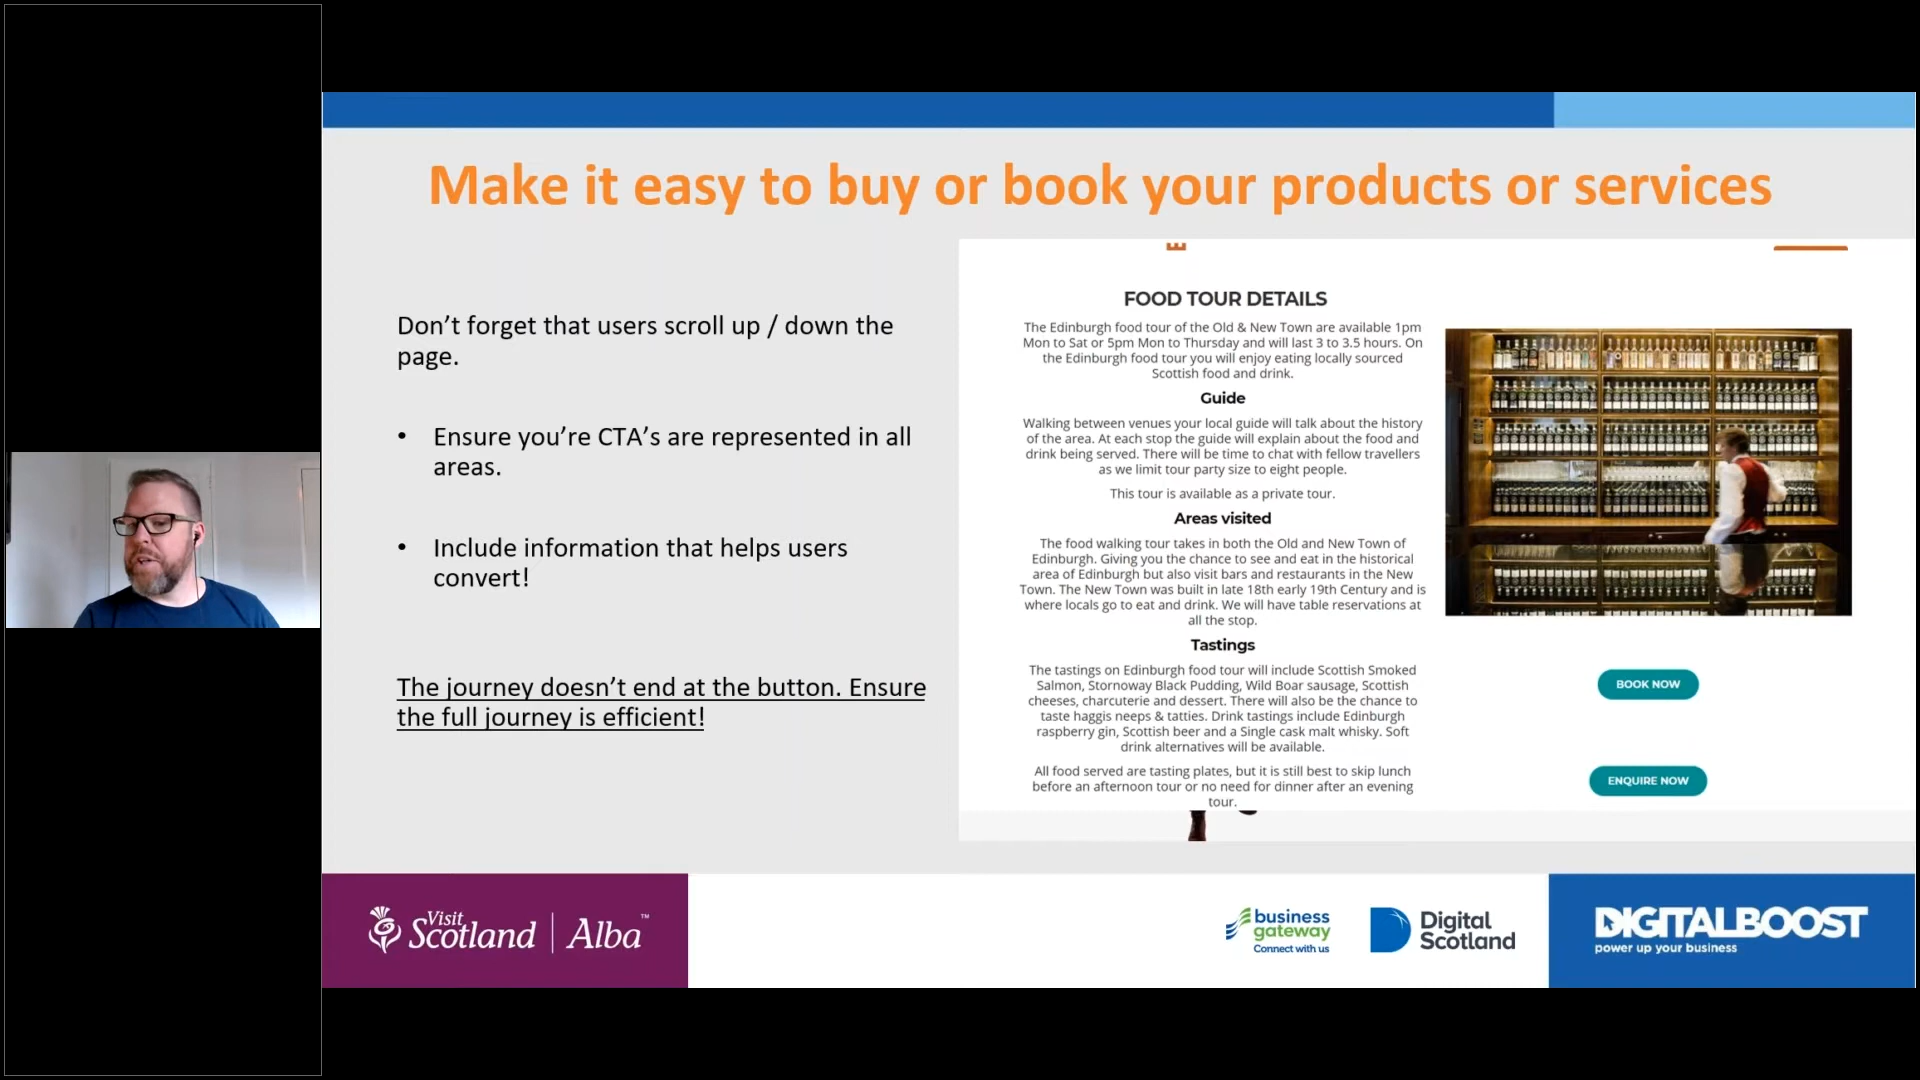 Make it easy to buy or book your products or services
Don’t forget that users scroll up / down the
page.
• Ensure you’re CTA’s are represented in all
areas.
• Include information that helps users
convert!
The journey doesn’t end at the button. Ensure
the full journey is efficient!
FOOD TOUR DETAILS
The Edinburgh food tour of the Old & New Town are available 1pm
Mon to Sat or 5pm Mon to Thursday and will last 3 to 3.5 hours. On
the Edinburgh food tour you will enjoy eating locally sourced
Scottish food and drink.
Guide
Walking between venues your local guide will talk about the history
of the area. At each stop the guide will explain about the food and
drink being served. There will be time to chat with fellow travellers
as we limit tour party size to eight people.
This tour is available as a private tour.
Areas visited
The food walking tour takes in both the Old and New Town of
Edinburgh. Giving you the chance to see and eat in the historical
area of Edinburgh but also visit bars and restaurants in the New
Town. The New Town was built in late 18th early 19th Century and is
where locals go to eat and drink. We will have table reservations at
all the stop.
Tastings
The tastings on Edinburgh food tour will include Scottish Smoked
Salmon, Stornoway Black Pudding, Wild Boar sausage, Scottish
cheeses, charcuterie and dessert. There will also be the chance to
taste haggis neeps & tatties. Drink tastings include Edinburgh
raspberry gin, Scottish beer and a Single cask malt whisky. Soft
drink alternatives will be available.
All food served are tasting plates, but it is still best to skip lunch
before an afternoon tour or no need for dinner after an evening
tour.
BOOK NOW
ENQUIRE NOW
Visit
Scotland | Alba™
business
gateway
Connect with us
Digital
Scotland
DIGITALBOOST
power up your business